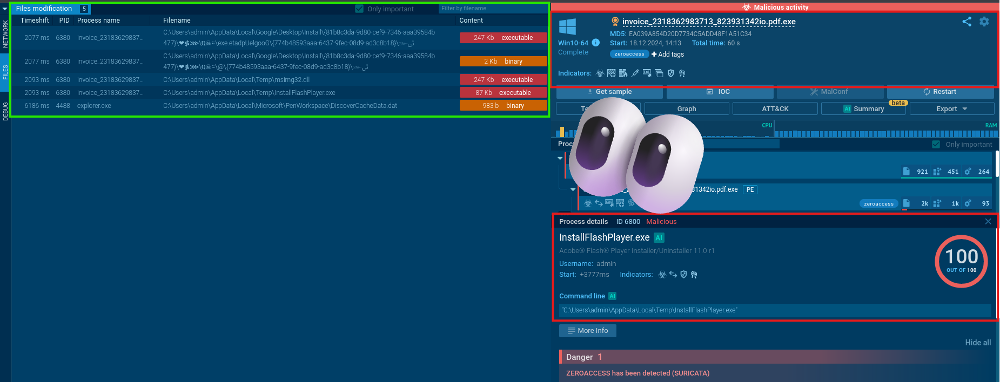 Files modification 5
Only important
Filter by filename
Timeshift PID Process name Filename Content
2077 ms 6380 invoice_23183629837... C:\Users\admin\AppData\Local\Google\Desktop\Install\{81b8c3da-9d80-cef9-7346-aaa39584b
477}\❤≸⋙\Ω☠≈\exe.etadpUelgooG\{774b48593aaa-6437-9fec-08d9-ad3c8b18}\
247 Kb executable
2077 ms 6380 invoice_23183629837... C:\Users\admin\AppData\Local\Google\Desktop\Install\{81b8c3da-9d80-cef9-7346-aaa39584b
477}\❤≸⋙\Ω☠≈\@\{774b48593aaa-6437-9fec-08d9-ad3c8b18}\
2 Kb binary
2093 ms 6380 invoice_23183629837... C:\Users\admin\AppData\Local\Temp\msimg32.dll 247 Kb executable
2093 ms 6380 invoice_23183629837... C:\Users\admin\AppData\Local\Temp\InstallFlashPlayer.exe 87 Kb executable
6186 ms 4488 explorer.exe C:\Users\admin\AppData\Local\Microsoft\PenWorkspace\DiscoverCacheData.dat 983 b binary
NETWORK
FILES
DEBUG
Malicious activity
invoice_2318362983713_823931342io.pdf.exe
MD5: EA039A854D20D7734C5ADD48F1A51C34
Win10-64
Start: 18.12.2024, 14:13 Total time: 60 s
Complete
zeroaccess + Add tags
Indicators:
EXE
Get sample IOC MalConf Restart
beta
Graph ATT&CK AI Summary Export
CPU RAM
Only important
921 451 264
31342io.pdf.exe PE
EXE
zeroaccess 2k 1k 93
Process details ID 6800 Malicious
InstallFlashPlayer.exe AI
Adobe® Flash® Player Installer/Uninstaller 11.0 r1
Username: admin
Start: +3777ms Indicators:
100
OUT OF 100
Command line AI
"C:\Users\admin\AppData\Local\Temp\InstallFlashPlayer.exe"
More Info
Hide all
Danger 1
ZEROACCESS has been detected (SURICATA)